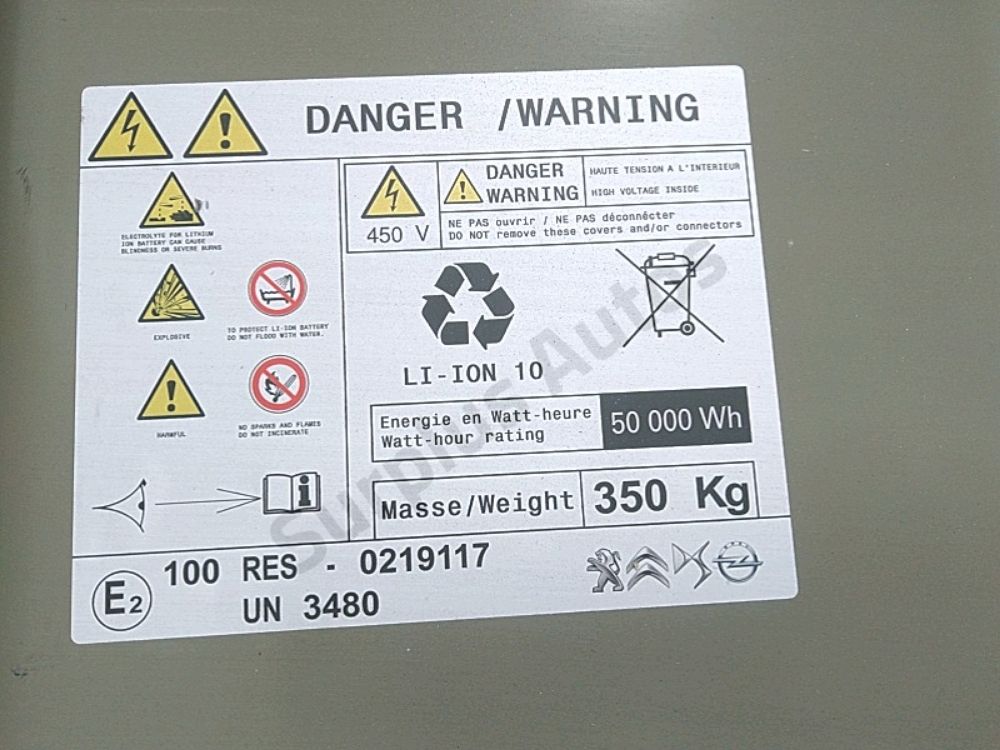 DANGER /WARNING
ELECTROLYTE FOR LITHIUM
ION BATTERY CAN CAUSE
BLINDNESS OR SEVERE BURNS
EXPLOSIVE
TO PROTECT LI-ION BATTERY
DO NOT FLOOD WITH WATER.
HARMFUL
NO SPARKS AND FLAMES
DO NOT INCINERATE
i
450 V
DANGER
WARNING
HAUTE TENSION A L'INTERIEUR
HIGH VOLTAGE INSIDE
NE PAS ouvrir / NE PAS déconnécter
DO NOT remove these covers and/or connectors
LI-ION 10
Energie en Watt-heure
Watt-hour rating
50 000 Wh
Masse/Weight
350 Kg
E2
100 RES - 0219117
UN 3480
Surplus Autos